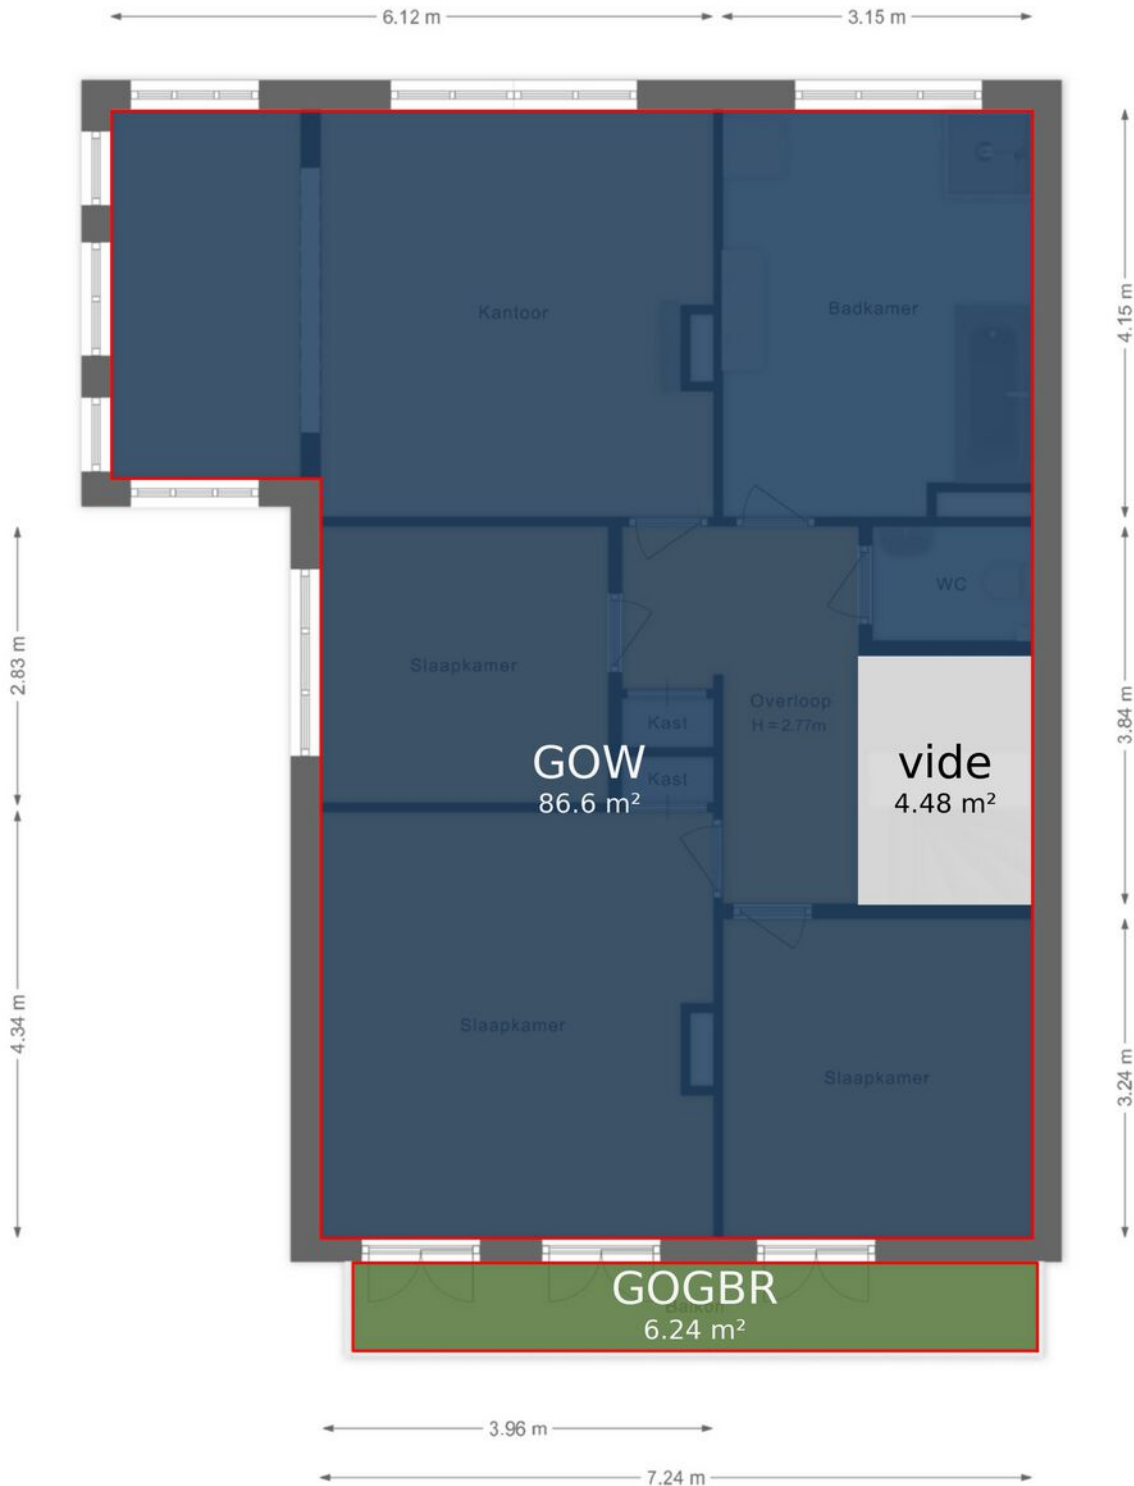 6.12 m
3.15 m
4.15 m
Kantoor
Badkamer
WC
2.83 m
Slaapkamer
Overloop
H = 2.77m
Kast
3.84 m
GOW
86.6 m²
vide
4.48 m²
Kast
4.34 m
Slaapkamer
Slaapkamer
3.24 m
GOGBR
Balkon
6.24 m²
3.96 m
7.24 m